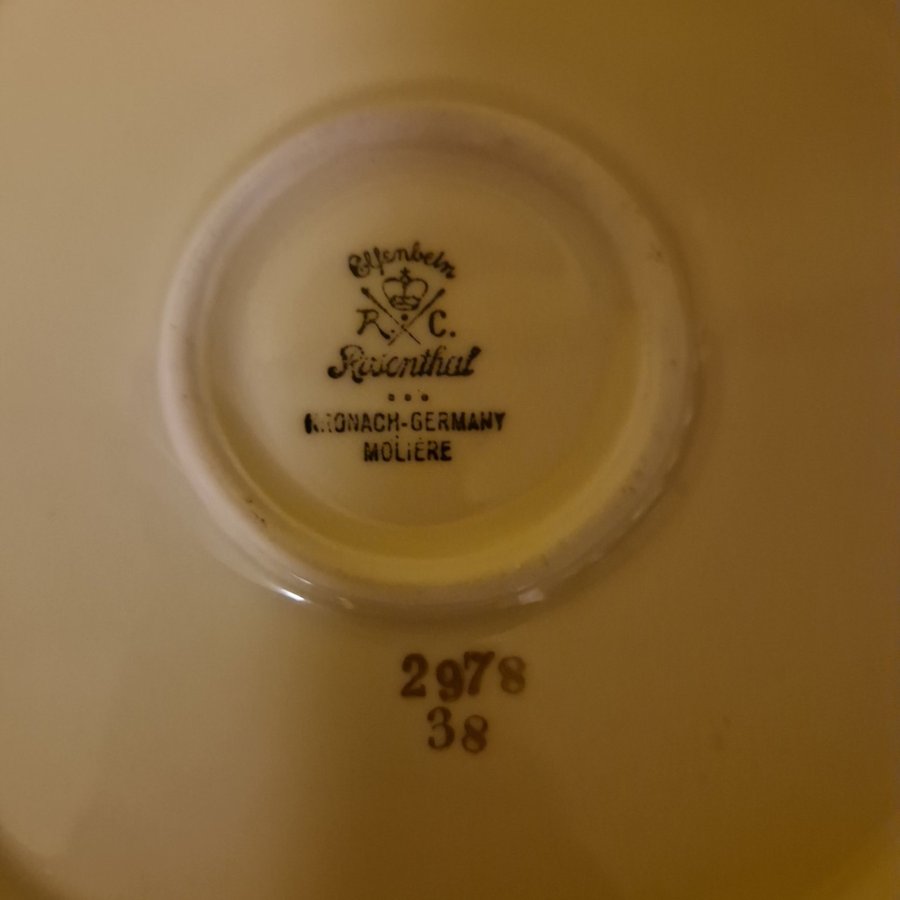 Elfenbein
R. C.
Rosenthal
...
KRONACH-GERMANY
MOLIÈRE
2978
38